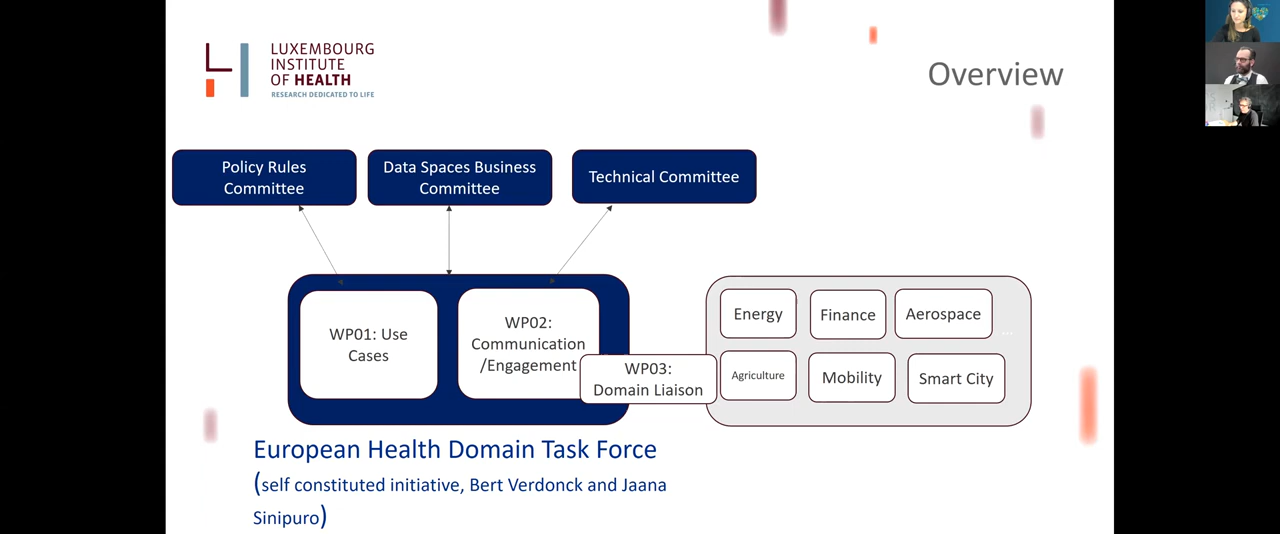 LUXEMBOURG
INSTITUTE
OF HEALTH
RESEARCH DEDICATED TO LIFE
Overview
Policy Rules
Committee
Data Spaces Business
Committee
Technical Committee
WP01: Use
Cases
WP02:
Communication
/Engagement
WP03:
Domain Liaison
Energy
Finance
Aerospace
...
Agriculture
Mobility
Smart City
European Health Domain Task Force
(self constituted initiative, Bert Verdonck and Jaana
Sinipuro)